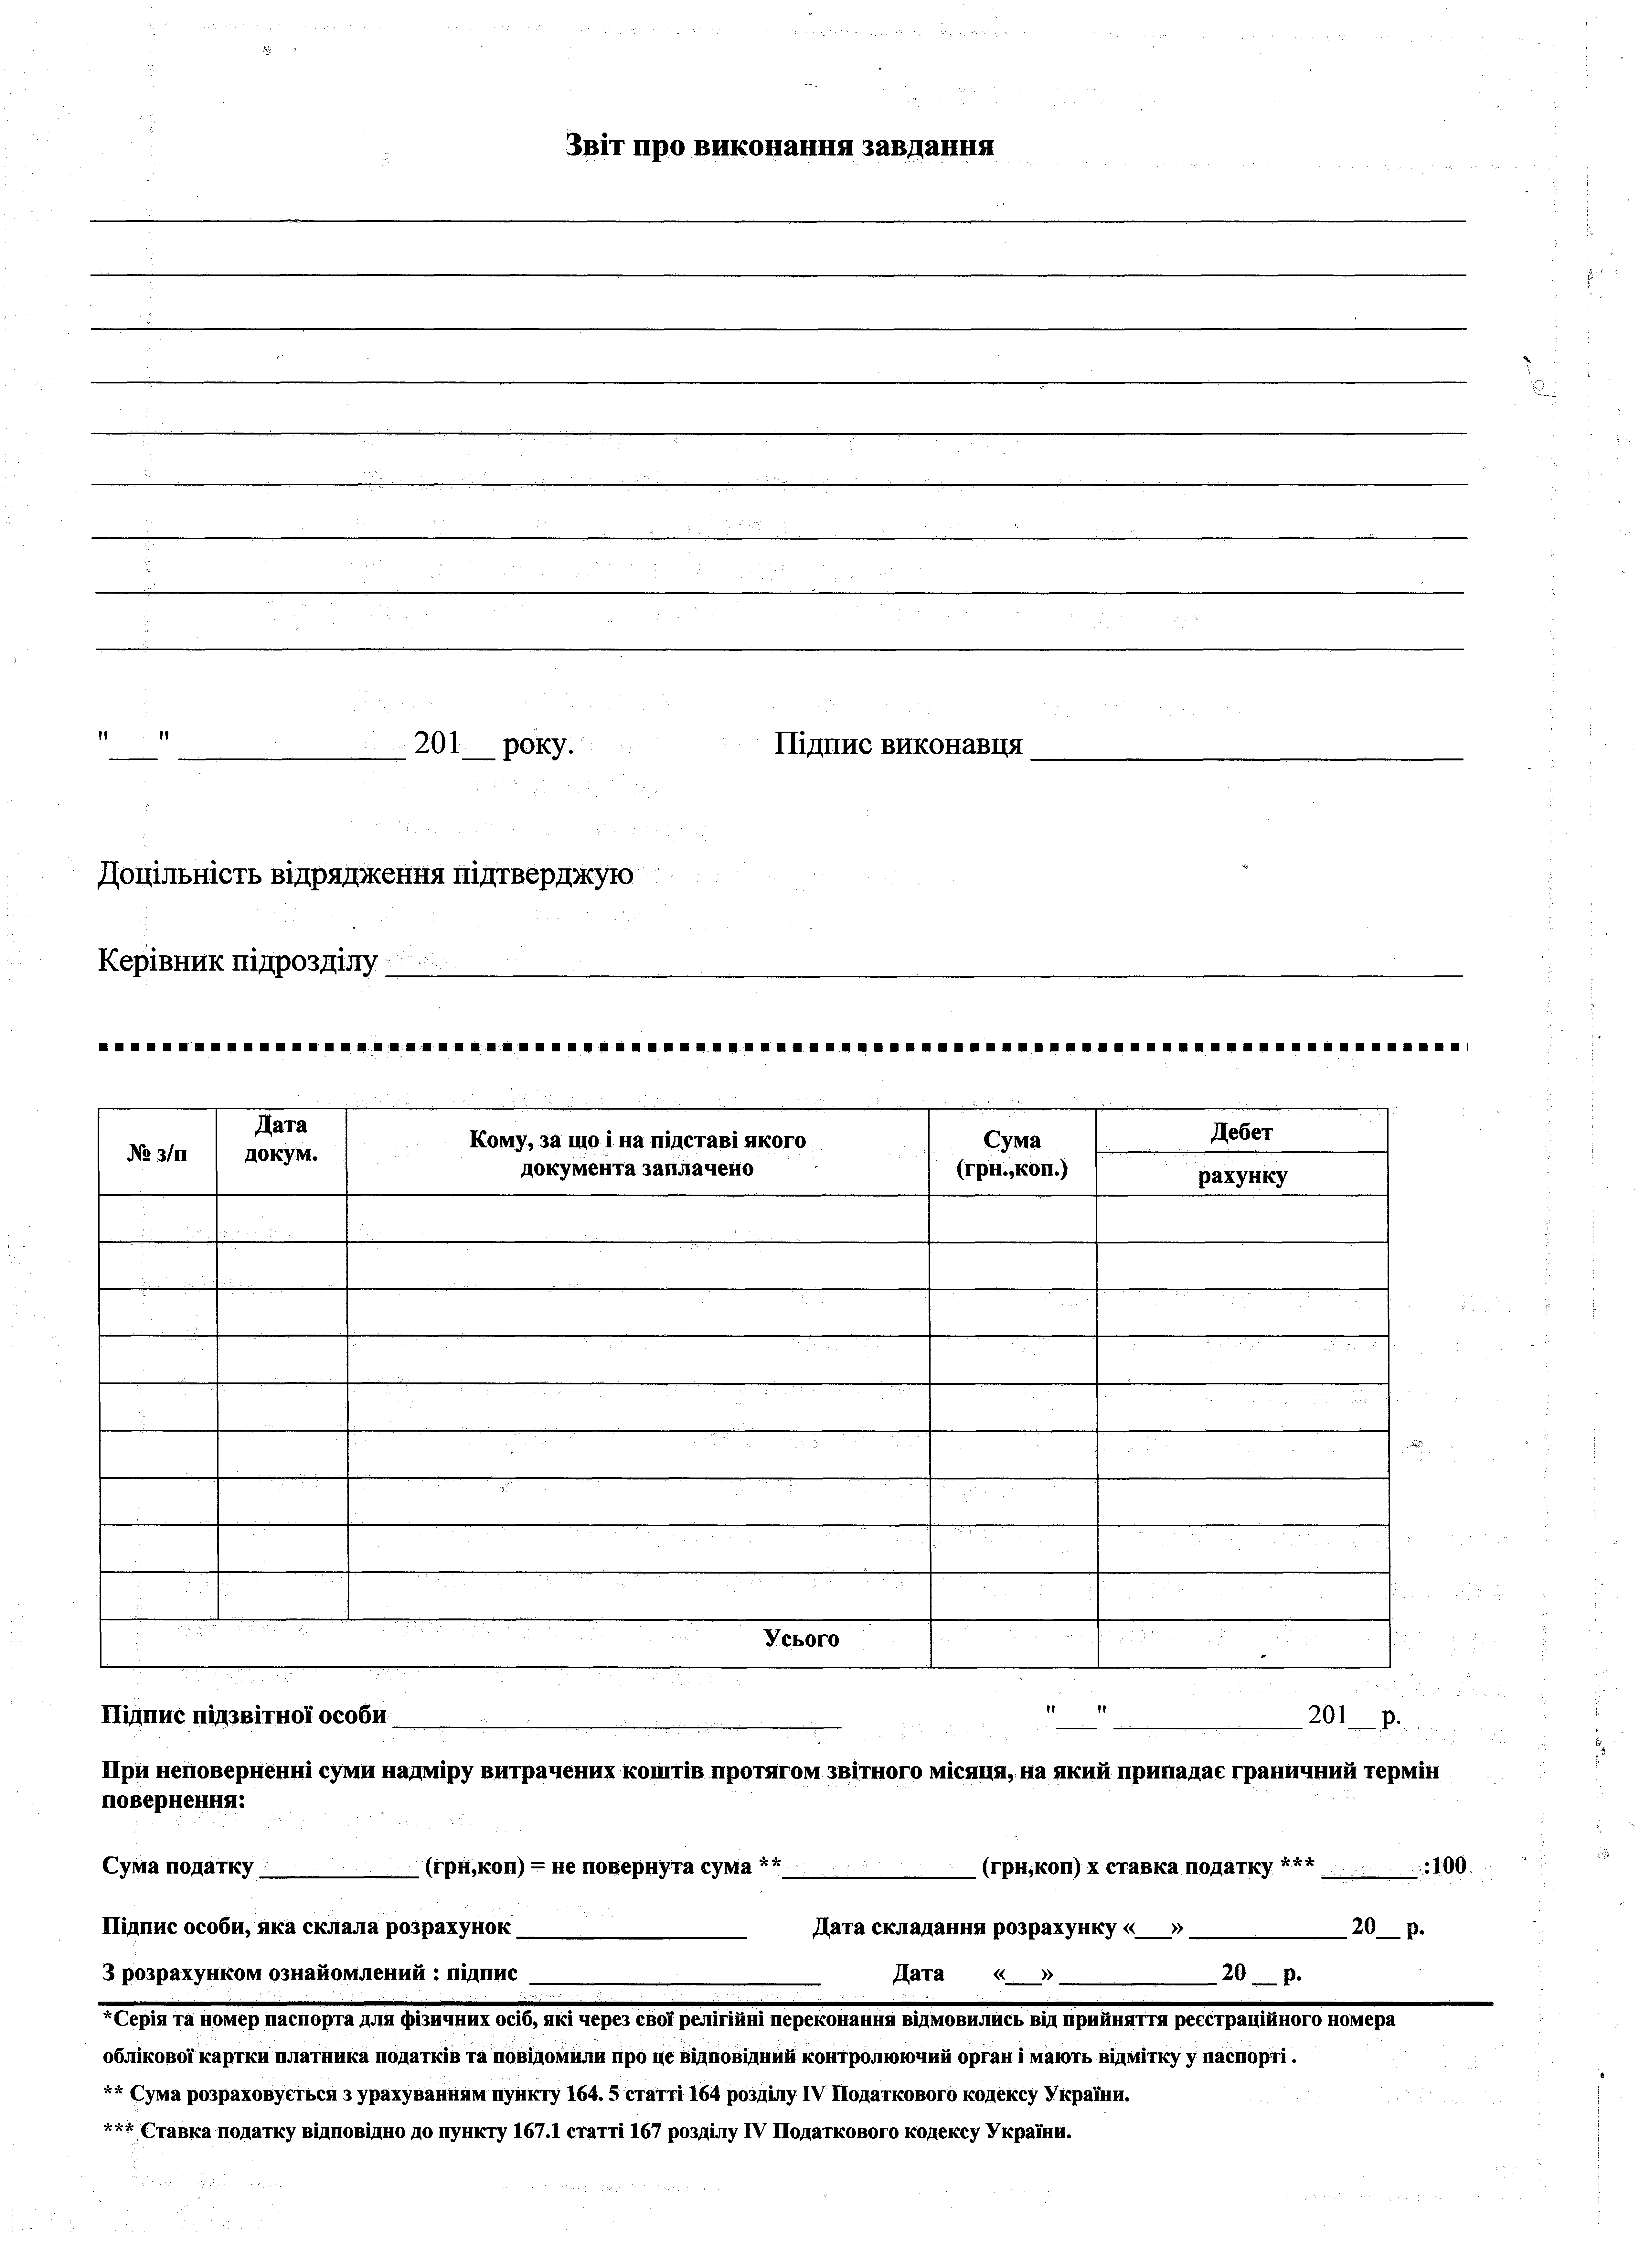 Звіт про виконання завдання
"___" ______________ 201__ року. Підпис виконавця ___________________________
Доцільність відрядження підтверджую
Керівник підрозділу ___________________________
№ з/п
Дата
докум.
Кому, за що і на підставі якого
документа заплачено
Сума
(грн.,коп.)
Дебет
рахунку
Усього
Підпис підзвітної особи ___________________________ "___" ______________ 201__ р.
При неповерненні суми надміру витрачених коштів протягом звітного місяця, на який припадає граничний термін
повернення:
Сума податку ____________ (грн,коп) = не повернута сума **______________ (грн,коп) х ставка податку *** _______ :100
Підпис особи, яка склала розрахунок _________________ Дата складання розрахунку «___» ____________ 20__ р.
З розрахунком ознайомлений : підпис ______________________ Дата «___» ____________ 20 __ р.
*Серія та номер паспорта для фізичних осіб, які через свої релігійні переконання відмовились від прийняття реєстраційного номера
облікової картки платника податків та повідомили про це відповідний контролюючий орган і мають відмітку у паспорті .
** Сума розраховується з урахуванням пункту 164. 5 статті 164 розділу IV Податкового кодексу України.
*** Ставка податку відповідно до пункту 167.1 статті 167 розділу IV Податкового кодексу України.